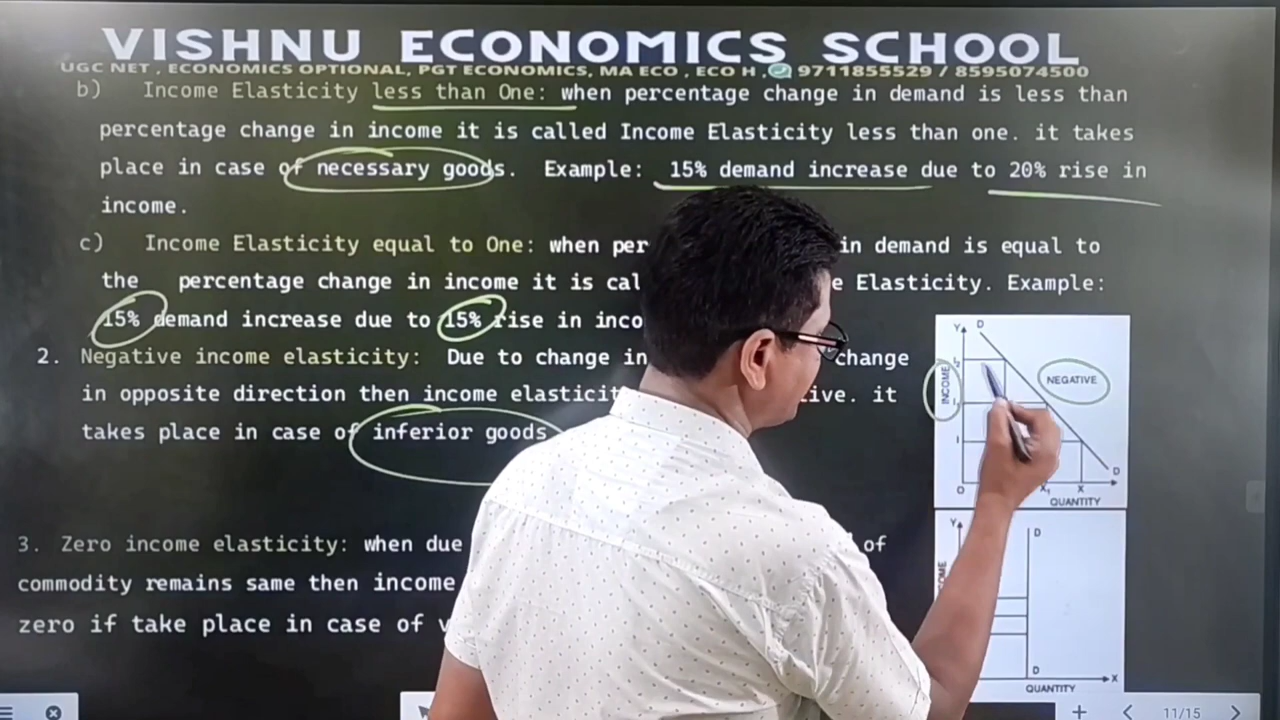 VISHNU ECONOMICS SCHOOL
UGC NET , ECONOMICS OPTIONAL, PGT ECONOMICS, MA ECO , ECO H , 9711855529 / 8595074500
b) Income Elasticity less than One: when percentage change in demand is less than
percentage change in income it is called Income Elasticity less than one. it takes
place in case of necessary goods. Example: 15% demand increase due to 20% rise in
income.
c) Income Elasticity equal to One: when per in demand is equal to
the percentage change in income it is cal e Elasticity. Example:
15% demand increase due to 15% rise in inco
2. Negative income elasticity: Due to change in change
in opposite direction then income elasticit ive. it
takes place in case of inferior goods
3. Zero income elasticity: when due of
commodity remains same then income
zero if take place in case of v
Y D
INCOME
NEGATIVE
I
D
O X₁ X
QUANTITY
Y
D
OME
D
X
QUANTITY
11/15